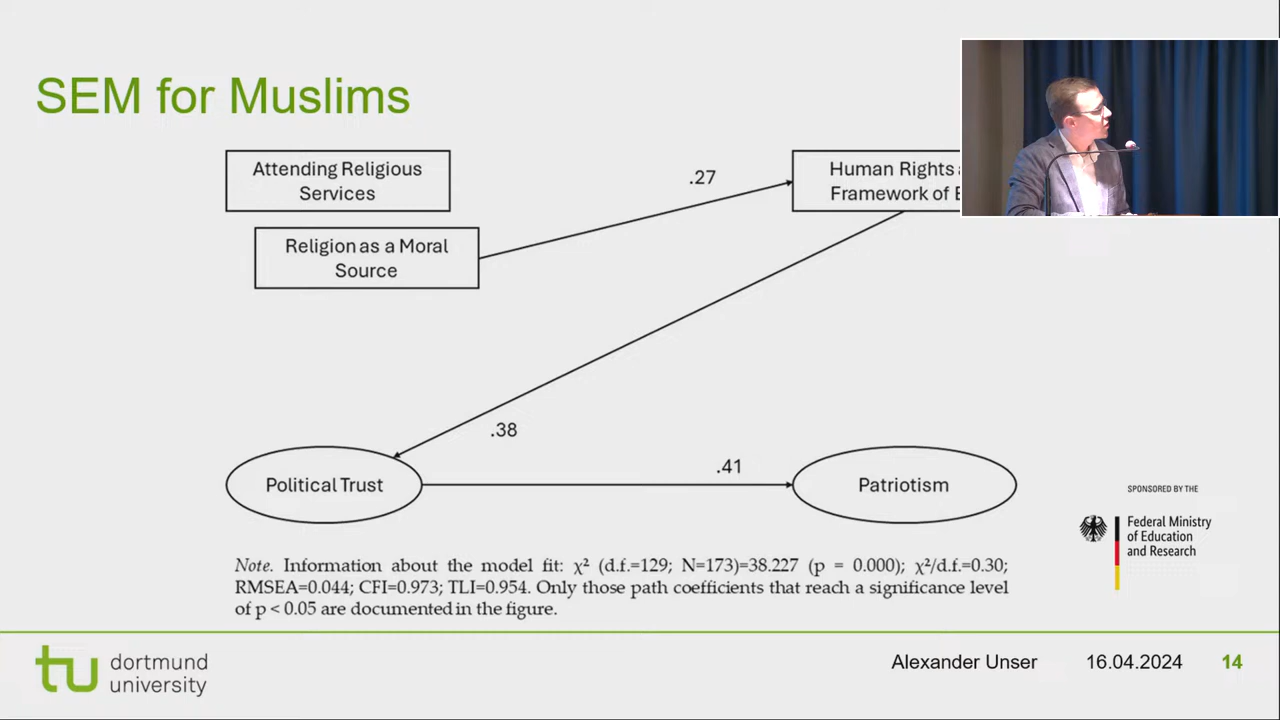 SEM for Muslims
Attending Religious
Services
Religion as a Moral
Source
.27
Human Rights
Framework of
.38
.41
Political Trust
Patriotism
SPONSORED BY THE
Federal Ministry
of Education
and Research
Note. Information about the model fit: χ² (d.f.=129; N=173)=38.227 (p = 0.000); χ²/d.f.=0.30;
RMSEA=0.044; CFI=0.973; TLI=0.954. Only those path coefficients that reach a significance level
of p < 0.05 are documented in the figure.
tu dortmund
university
Alexander Unser
16.04.2024
14